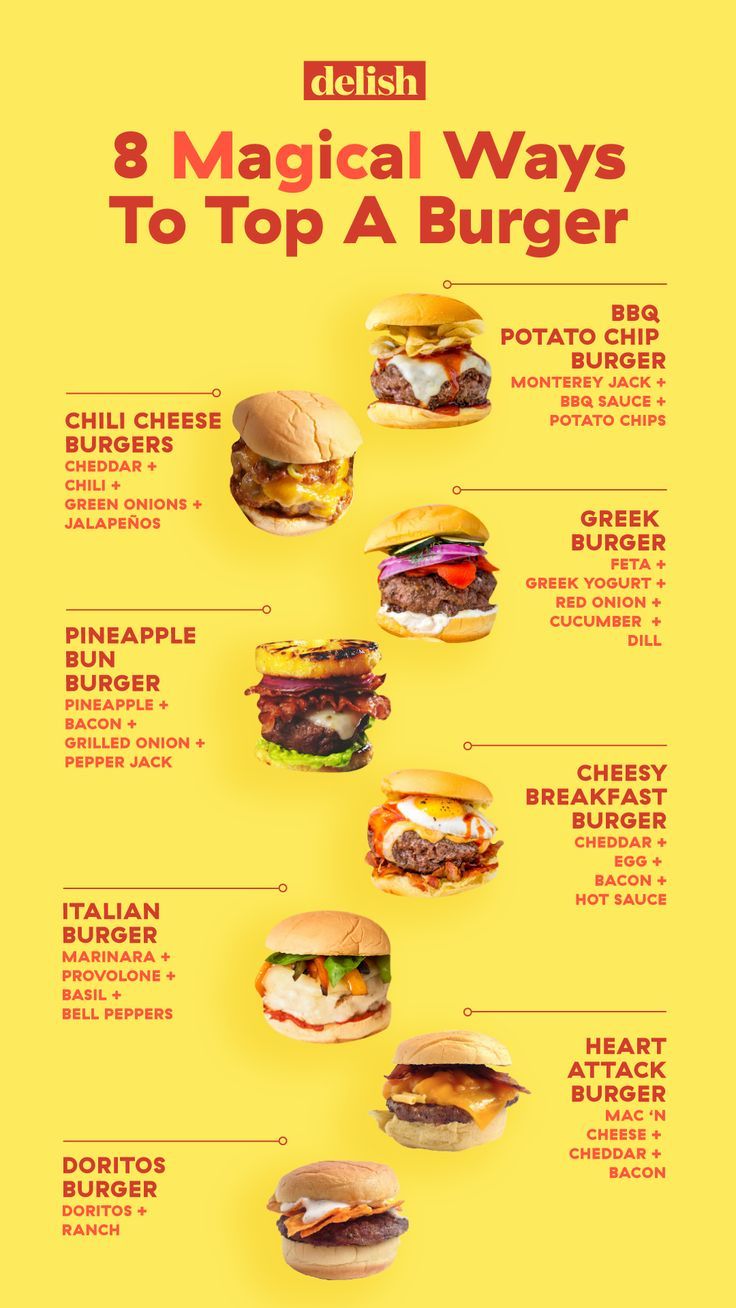 delish
8 Magical Ways
To Top A Burger
BBQ
POTATO CHIP
BURGER
MONTEREY JACK +
BBQ SAUCE +
POTATO CHIPS
CHILI CHEESE
BURGERS
CHEDDAR +
CHILI +
GREEN ONIONS +
JALAPEÑOS
GREEK
BURGER
FETA +
GREEK YOGURT +
RED ONION +
CUCUMBER +
DILL
PINEAPPLE
BUN
BURGER
PINEAPPLE +
BACON +
GRILLED ONION +
PEPPER JACK
CHEESY
BREAKFAST
BURGER
CHEDDAR +
EGG +
BACON +
HOT SAUCE
ITALIAN
BURGER
MARINARA +
PROVOLONE +
BASIL +
BELL PEPPERS
HEART
ATTACK
BURGER
MAC ‘N
CHEESE +
CHEDDAR +
BACON
DORITOS
BURGER
DORITOS +
RANCH